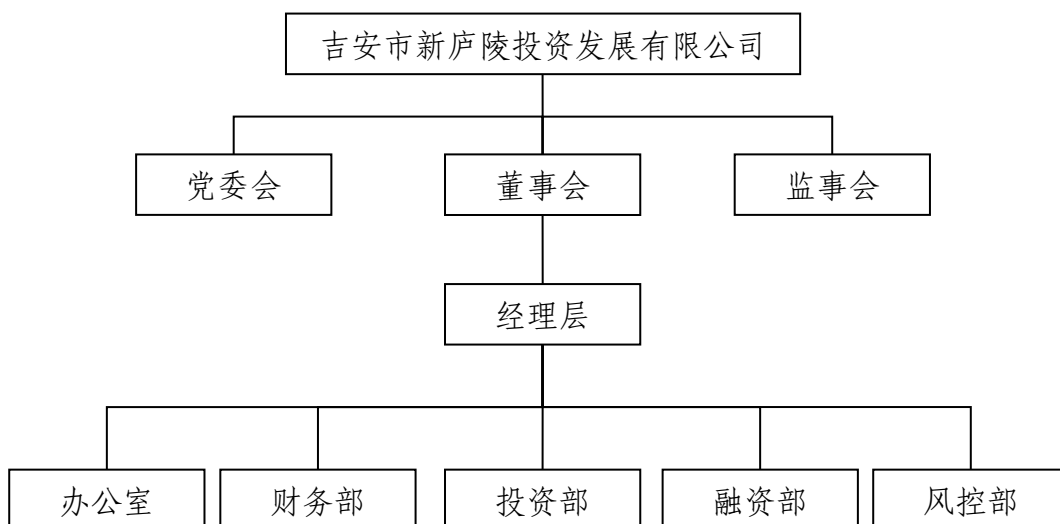 吉安市新庐陵投资发展有限公司
党委会
董事会
监事会
经理层
办公室
财务部
投资部
融资部
风控部